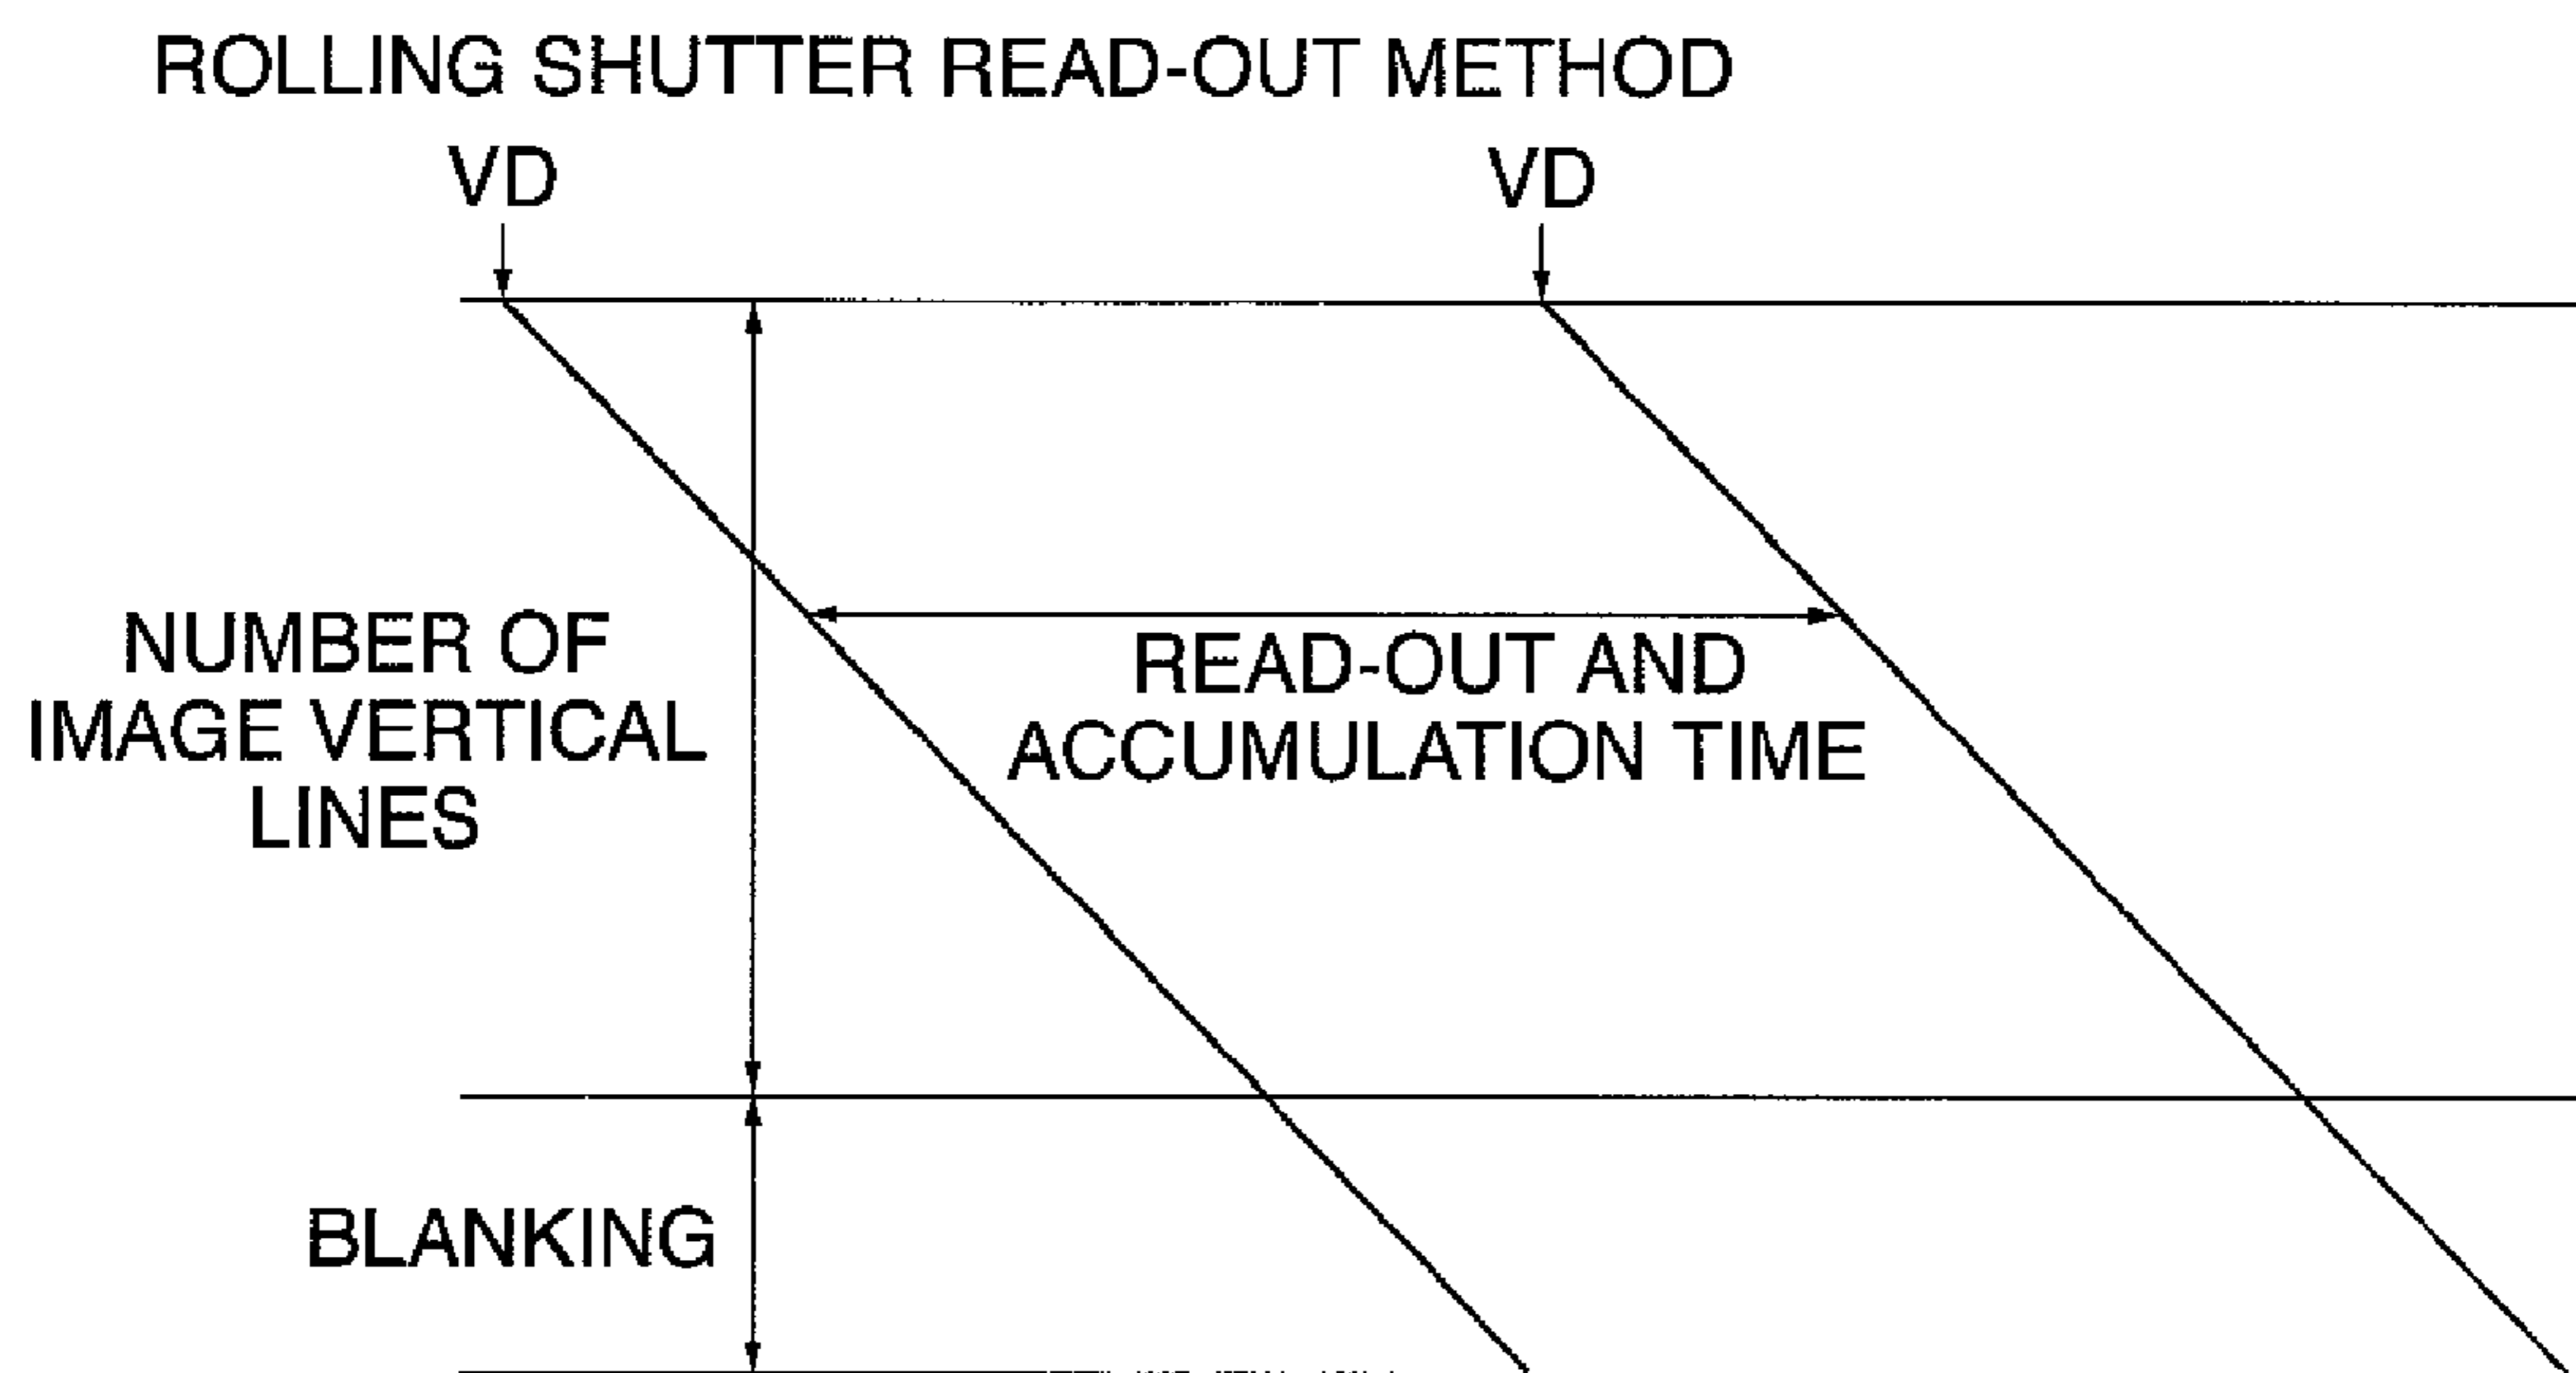 ROLLING SHUTTER READ-OUT METHOD
VD
VD
NUMBER OF
IMAGE VERTICAL
LINES
READ-OUT AND
ACCUMULATION TIME
BLANKING